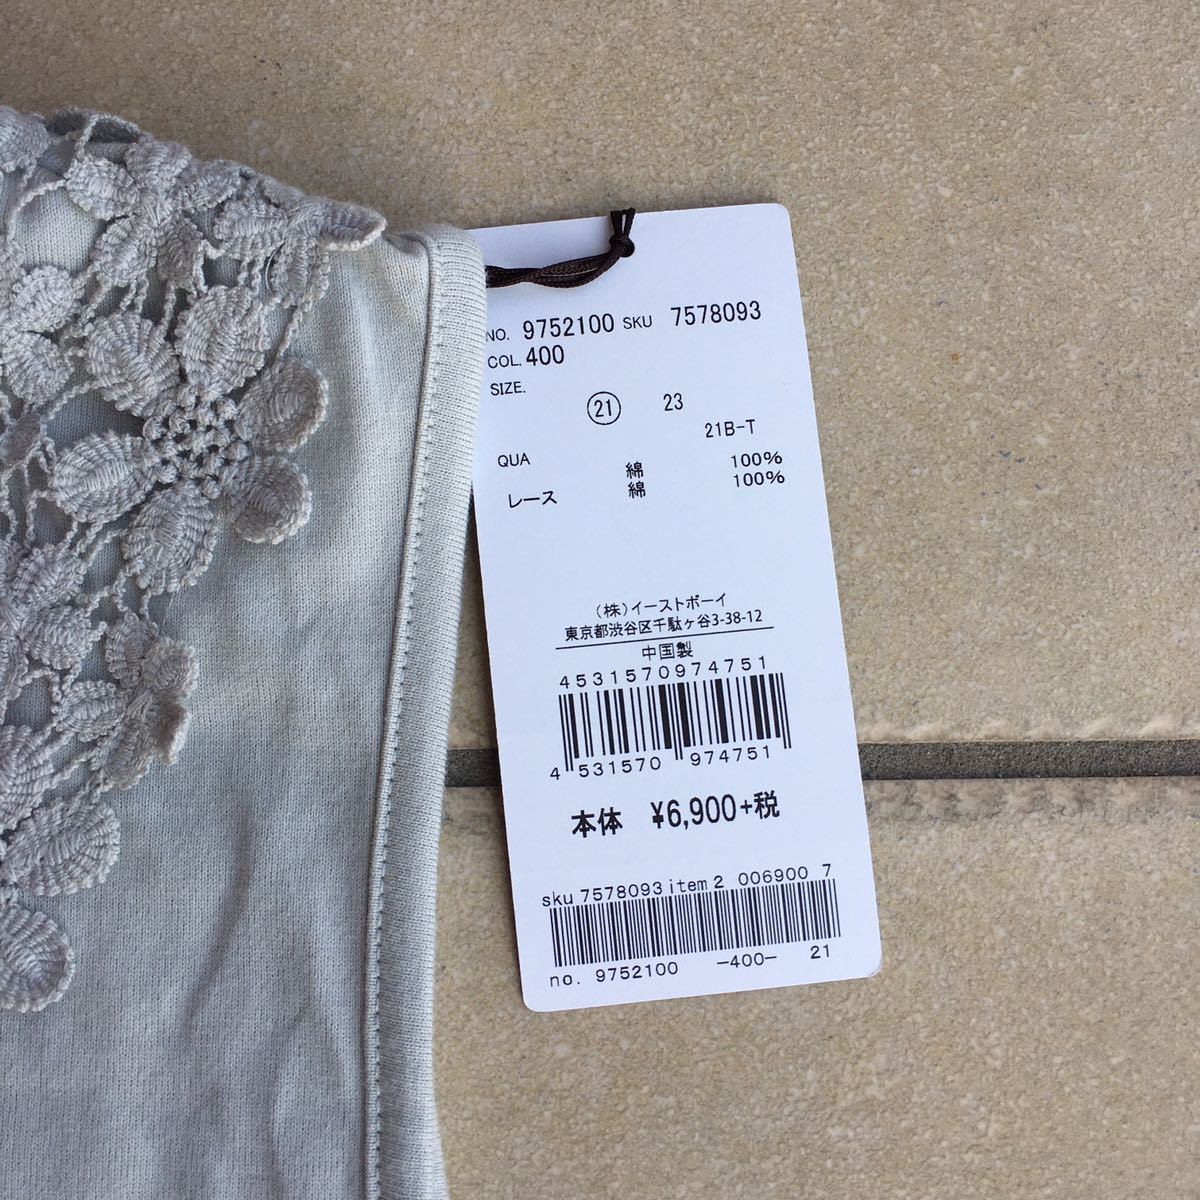 NO. 9752100 SKU 7578093
COL. 400
SIZE.
21 23
21B-T
QUA 綿 100%
レース 綿 100%
(株)イーストボーイ
東京都渋谷区千駄ヶ谷3-38-12
中国製
4531570974751
4 531570 974751
本体 ¥6,900+税
sku 7578093 item 2 006900 7
no. 9752100 -400- 21